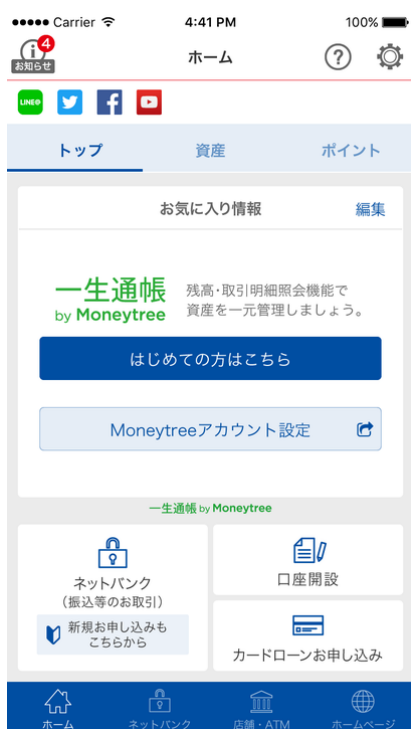 Carrier 4:41 PM 100%
4
お知らせ ホーム ?
LINE@
トップ 資産 ポイント
お気に入り情報 編集
一生通帳
by Moneytree
残高・取引明細照会機能で
資産を一元管理しましょう。
はじめての方はこちら
Moneytreeアカウント設定
一生通帳 by Moneytree
ネットバンク
(振込等のお取引)
新規お申し込みも
こちらから
口座開設
カードローンお申し込み
ホーム ネットバンク 店舗・ATM ホームページ